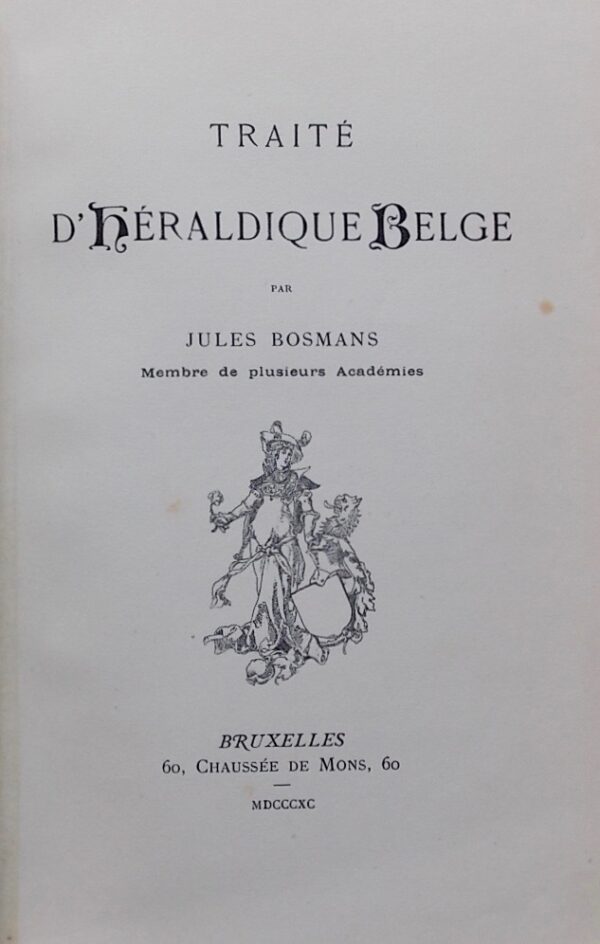 TRAITÉ
D'HÉRALDIQUE BELGE
PAR
JULES BOSMANS
Membre de plusieurs Académies
BRUXELLES
60, CHAUSSÉE DE MONS, 60
MDCCCXC